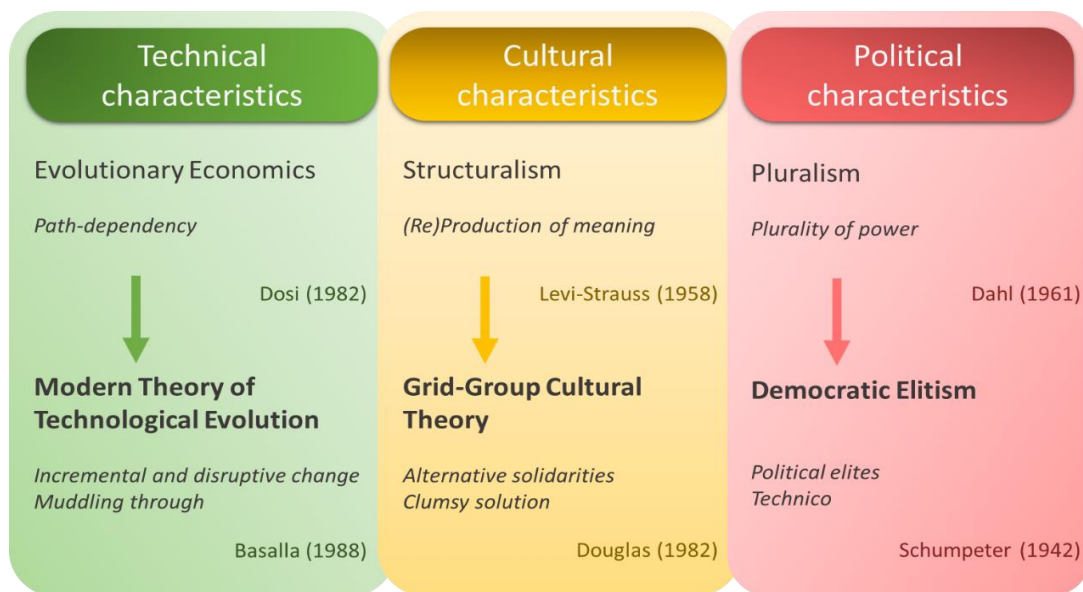 Technical
characteristics
Evolutionary Economics
Path-dependency
Dosi (1982)
Modern Theory of
Technological Evolution
Incremental and disruptive change
Muddling through
Basalla (1988)
Cultural
characteristics
Structuralism
(Re)Production of meaning
Levi-Strauss (1958)
Grid-Group Cultural
Theory
Alternative solidarities
Clumsy solution
Douglas (1982)
Political
characteristics
Pluralism
Plurality of power
Dahl (1961)
Democratic Elitism
Political elites
Technico
Schumpeter (1942)